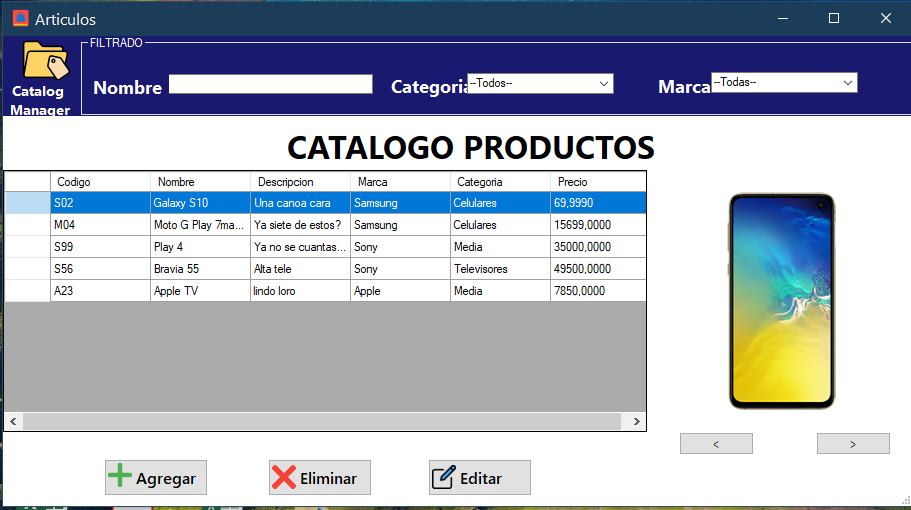 Articulos
FILTRADO
Catalog
Manager
Nombre
Categoria
--Todos--
Marca
--Todas--
CATALOGO PRODUCTOS
Codigo Nombre Descripcion Marca Categoria Precio
S02 Galaxy S10 Una canoa cara Samsung Celulares 69,9990
M04 Moto G Play 7ma... Ya siete de estos? Samsung Celulares 15699,0000
S99 Play 4 Ya no se cuantas... Sony Media 35000,0000
S56 Bravia 55 Alta tele Sony Televisores 49500,0000
A23 Apple TV lindo loro Apple Media 7850,0000
< >
Agregar Eliminar Editar